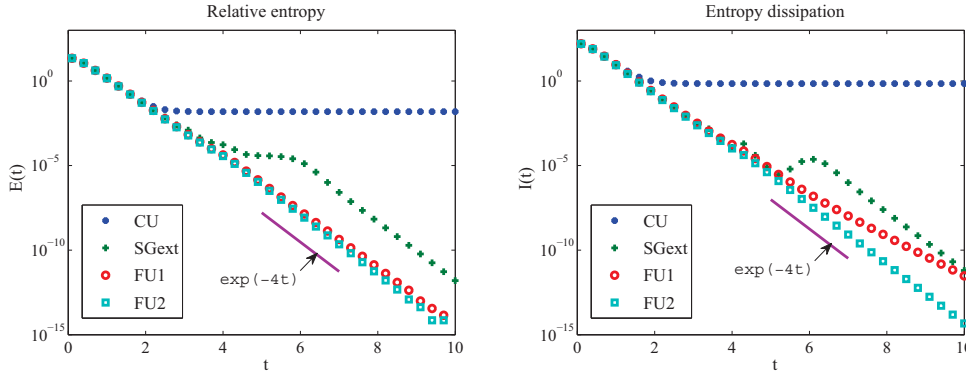 Relative entropy
10^0
10^-5
10^-10
10^-15
E(t)
CU
SGext
FU1
FU2
exp(-4t)
0 2 4 6 8 10
t
Entropy dissipation
10^0
10^-5
10^-10
10^-15
I(t)
CU
SGext
FU1
FU2
exp(-4t)
0 2 4 6 8 10
t